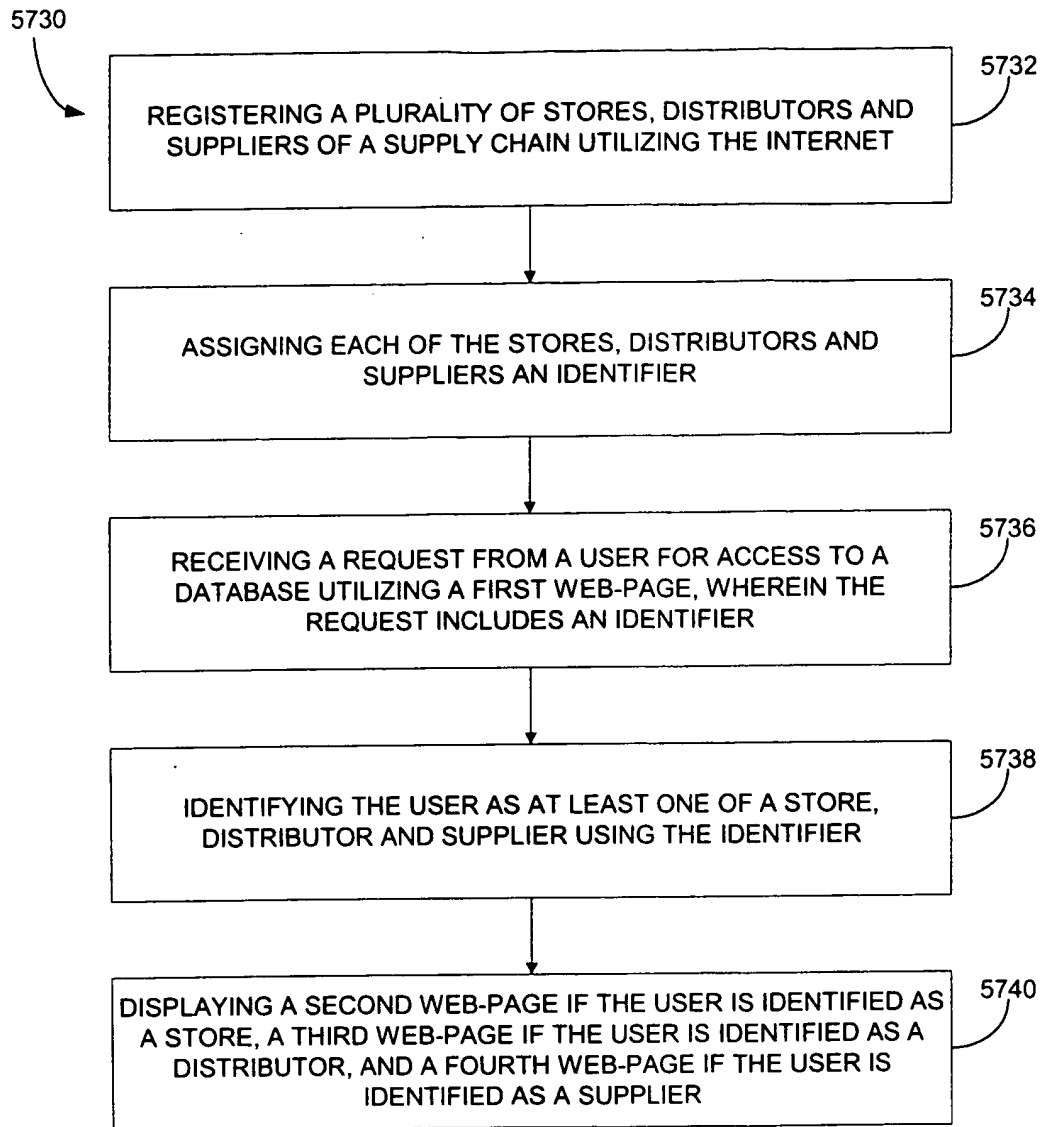 5730
5732
REGISTERING A PLURALITY OF STORES, DISTRIBUTORS AND
SUPPLIERS OF A SUPPLY CHAIN UTILIZING THE INTERNET
5734
ASSIGNING EACH OF THE STORES, DISTRIBUTORS AND
SUPPLIERS AN IDENTIFIER
5736
RECEIVING A REQUEST FROM A USER FOR ACCESS TO A
DATABASE UTILIZING A FIRST WEB-PAGE, WHEREIN THE
REQUEST INCLUDES AN IDENTIFIER
5738
IDENTIFYING THE USER AS AT LEAST ONE OF A STORE,
DISTRIBUTOR AND SUPPLIER USING THE IDENTIFIER
5740
DISPLAYING A SECOND WEB-PAGE IF THE USER IS IDENTIFIED AS
A STORE, A THIRD WEB-PAGE IF THE USER IS IDENTIFIED AS A
DISTRIBUTOR, AND A FOURTH WEB-PAGE IF THE USER IS
IDENTIFIED AS A SUPPLIER